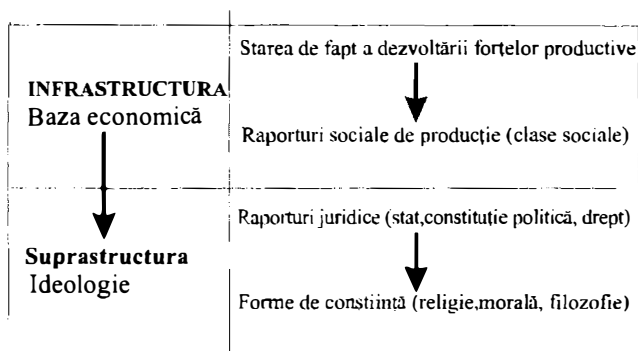 Starea de fapt a dezvoltării forțelor productive
INFRASTRUCTURA
Baza economică
Raporturi sociale de producție (clase sociale)
Raporturi juridice (stat,constituție politică, drept)
Suprastructura
Ideologie
Forme de constiință (religie,morală, filozofie)